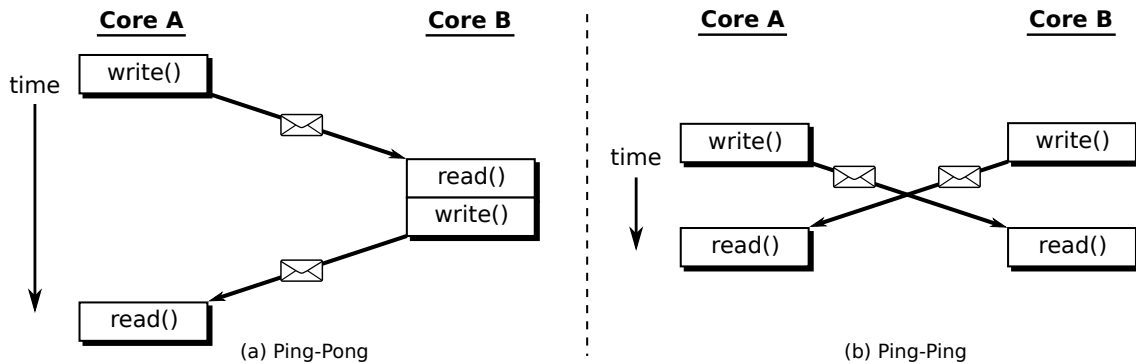 Core A
Core B
write()
time
read()
write()
read()
(a) Ping-Pong
Core A
Core B
write()
write()
time
read()
read()
(b) Ping-Ping